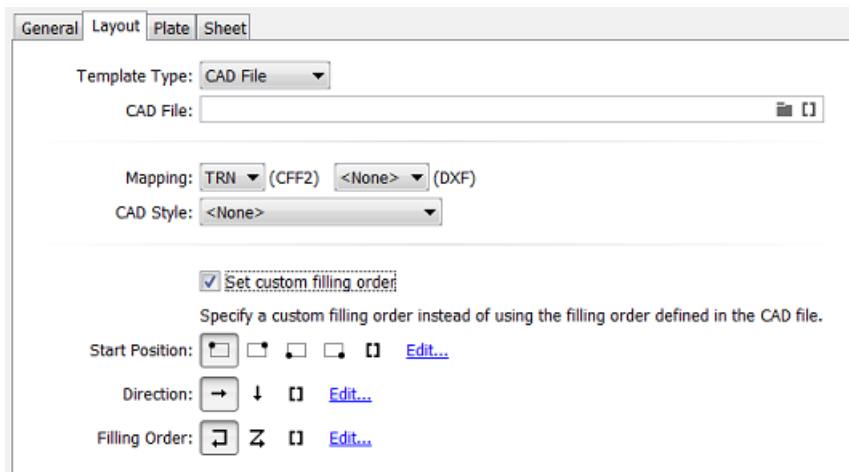 General Layout Plate Sheet
Template Type: CAD File
CAD File:
Mapping: TRN (CFF2) <None> (DXF)
CAD Style: <None>
Set custom filling order
Specify a custom filling order instead of using the filling order defined in the CAD file.
Start Position: Edit...
Direction: Edit...
Filling Order: Edit...